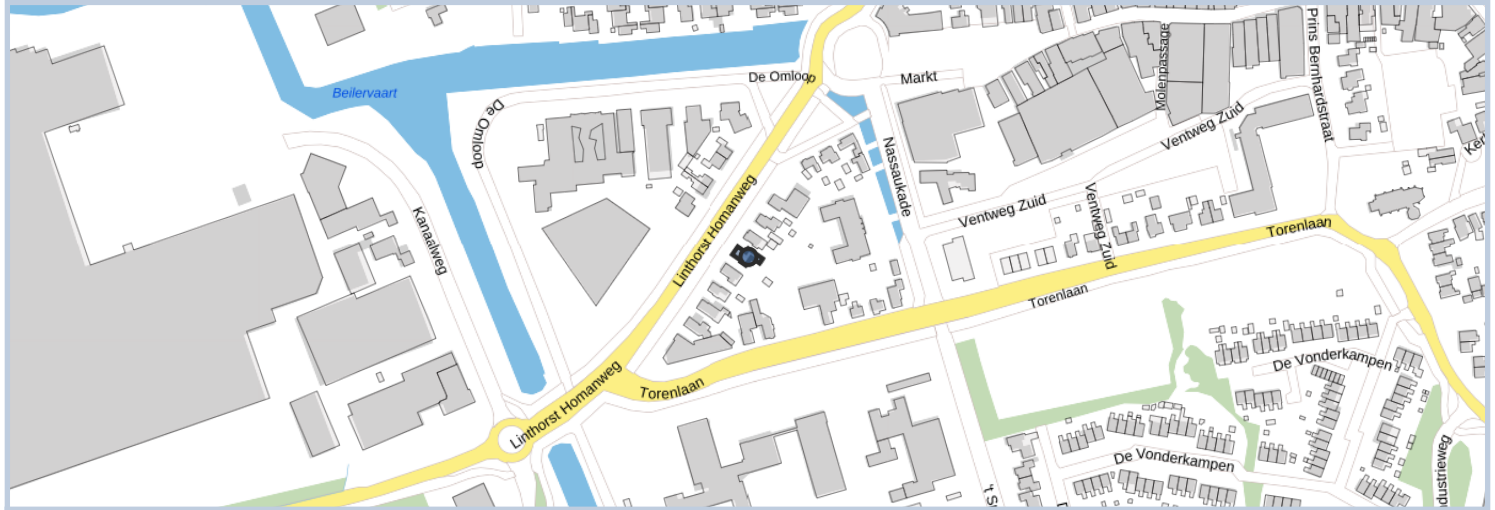 De Omloop
Markt
Molenpassage
Prins Bernhardstraat
Beilervaart
De Omloop
Ventweg Zuid
Nassaukade
Linthorst Homanweg
Kanaalweg
Ventweg Zuid
Ventweg Zuid
Torenlaan
Torenlaan
De Vonderkampen
Linthorst Homanweg
Torenlaan
De Vonderkampen